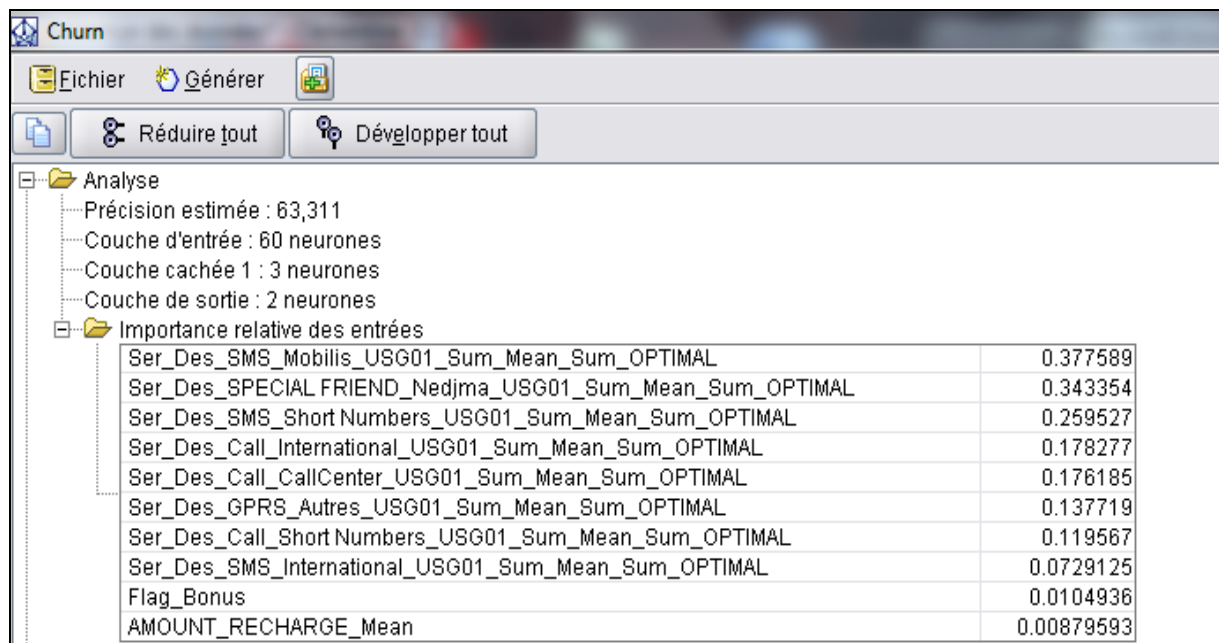 Churn
Fichier Générer
Réduire tout Développer tout
Analyse
Précision estimée : 63,311
Couche d'entrée : 60 neurones
Couche cachée 1 : 3 neurones
Couche de sortie : 2 neurones
Importance relative des entrées
Ser_Des_SMS_Mobilis_USG01_Sum_Mean_Sum_OPTIMAL 0.377589
Ser_Des_SPECIAL FRIEND_Nedjma_USG01_Sum_Mean_Sum_OPTIMAL 0.343354
Ser_Des_SMS_Short Numbers_USG01_Sum_Mean_Sum_OPTIMAL 0.259527
Ser_Des_Call_International_USG01_Sum_Mean_Sum_OPTIMAL 0.178277
Ser_Des_Call_CallCenter_USG01_Sum_Mean_Sum_OPTIMAL 0.176185
Ser_Des_GPRS_Autres_USG01_Sum_Mean_Sum_OPTIMAL 0.137719
Ser_Des_Call_Short Numbers_USG01_Sum_Mean_Sum_OPTIMAL 0.119567
Ser_Des_SMS_International_USG01_Sum_Mean_Sum_OPTIMAL 0.0729125
Flag_Bonus 0.0104936
AMOUNT_RECHARGE_Mean 0.00879593